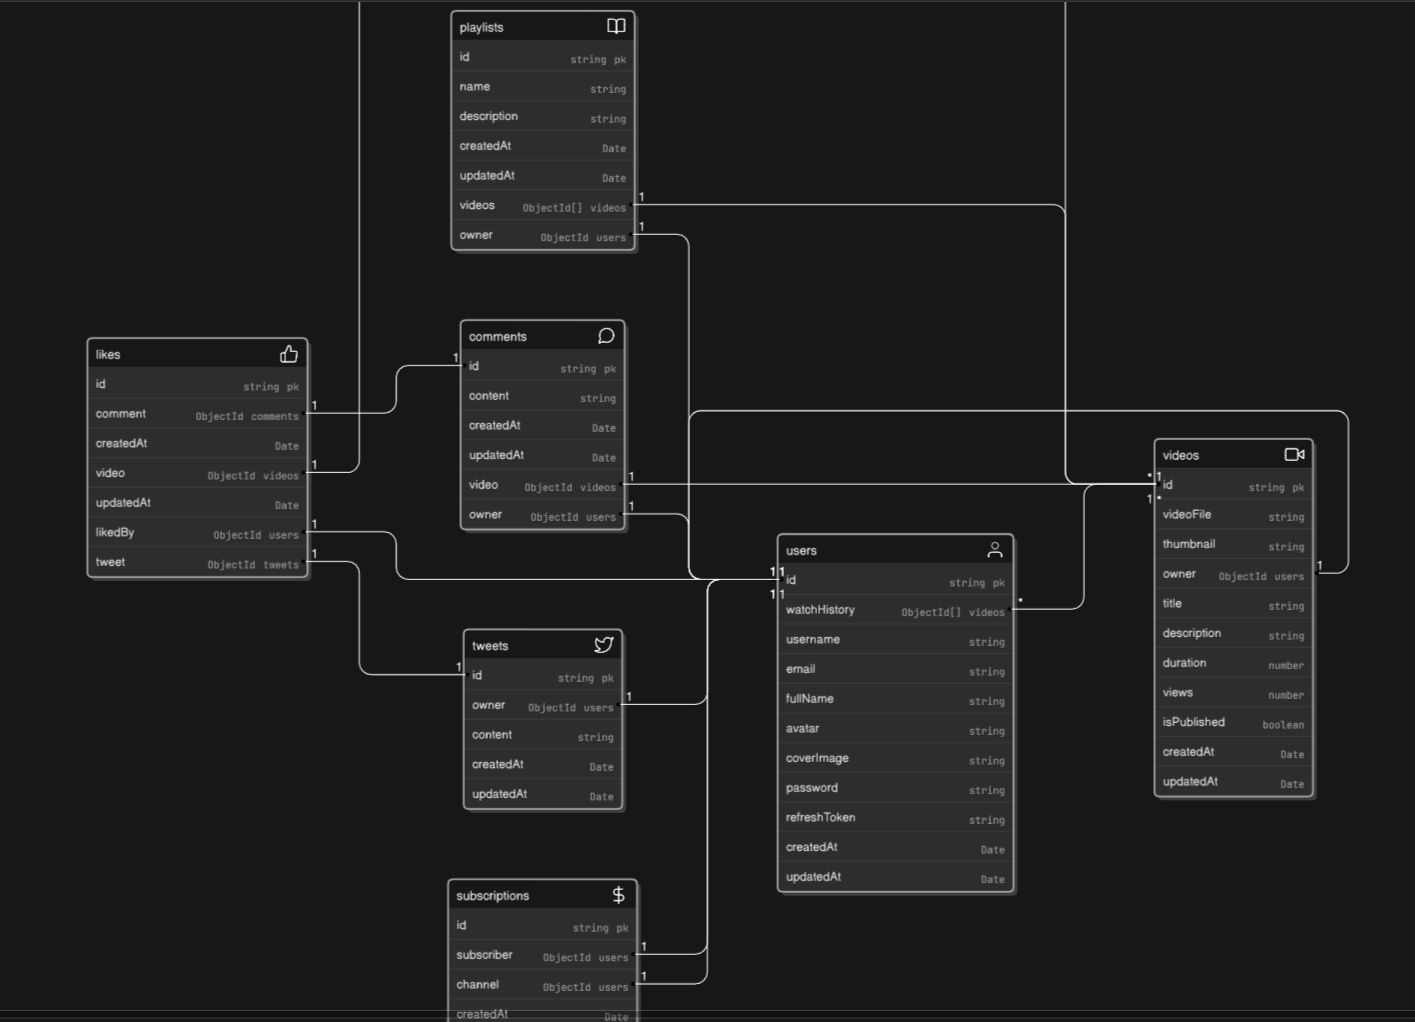 playlists
id string pk
name string
description string
createdAt Date
updatedAt Date
videos ObjectId[] videos 1
owner ObjectId users 1
likes
id string pk
comment ObjectId comments 1
createdAt Date
video ObjectId videos 1
updatedAt Date
likedBy ObjectId users 1
tweet ObjectId tweets 1
comments
1 id string pk
content string
createdAt Date
updatedAt Date
video ObjectId videos 1
owner ObjectId users 1
tweets
1 id string pk
owner ObjectId users 1
content string
createdAt Date
updatedAt Date
subscriptions
id string pk
subscriber ObjectId users 1
channel ObjectId users 1
createdAt Date
users
11
id string pk
11
watchHistory ObjectId[] videos *
username string
email string
fullName string
avatar string
coverImage string
password string
refreshToken string
createdAt Date
updatedAt Date
videos
* 1
id string pk
1 *
videoFile string
thumbnail string
owner ObjectId users 1
title string
description string
duration number
views number
isPublished boolean
createdAt Date
updatedAt Date